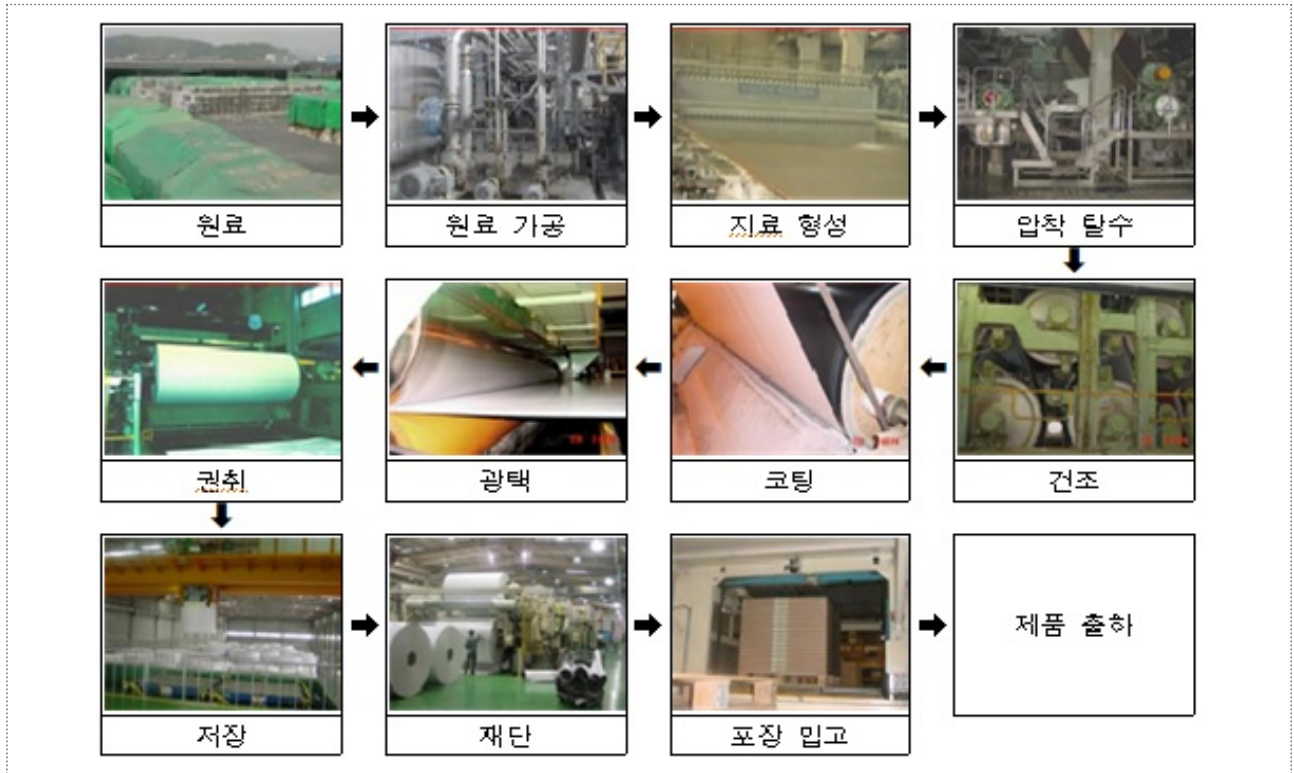 원료
원료 가공
지료 형성
압착 탈수
건조
코팅
광택
권취
저장
재단
포장 입고
제품 출하